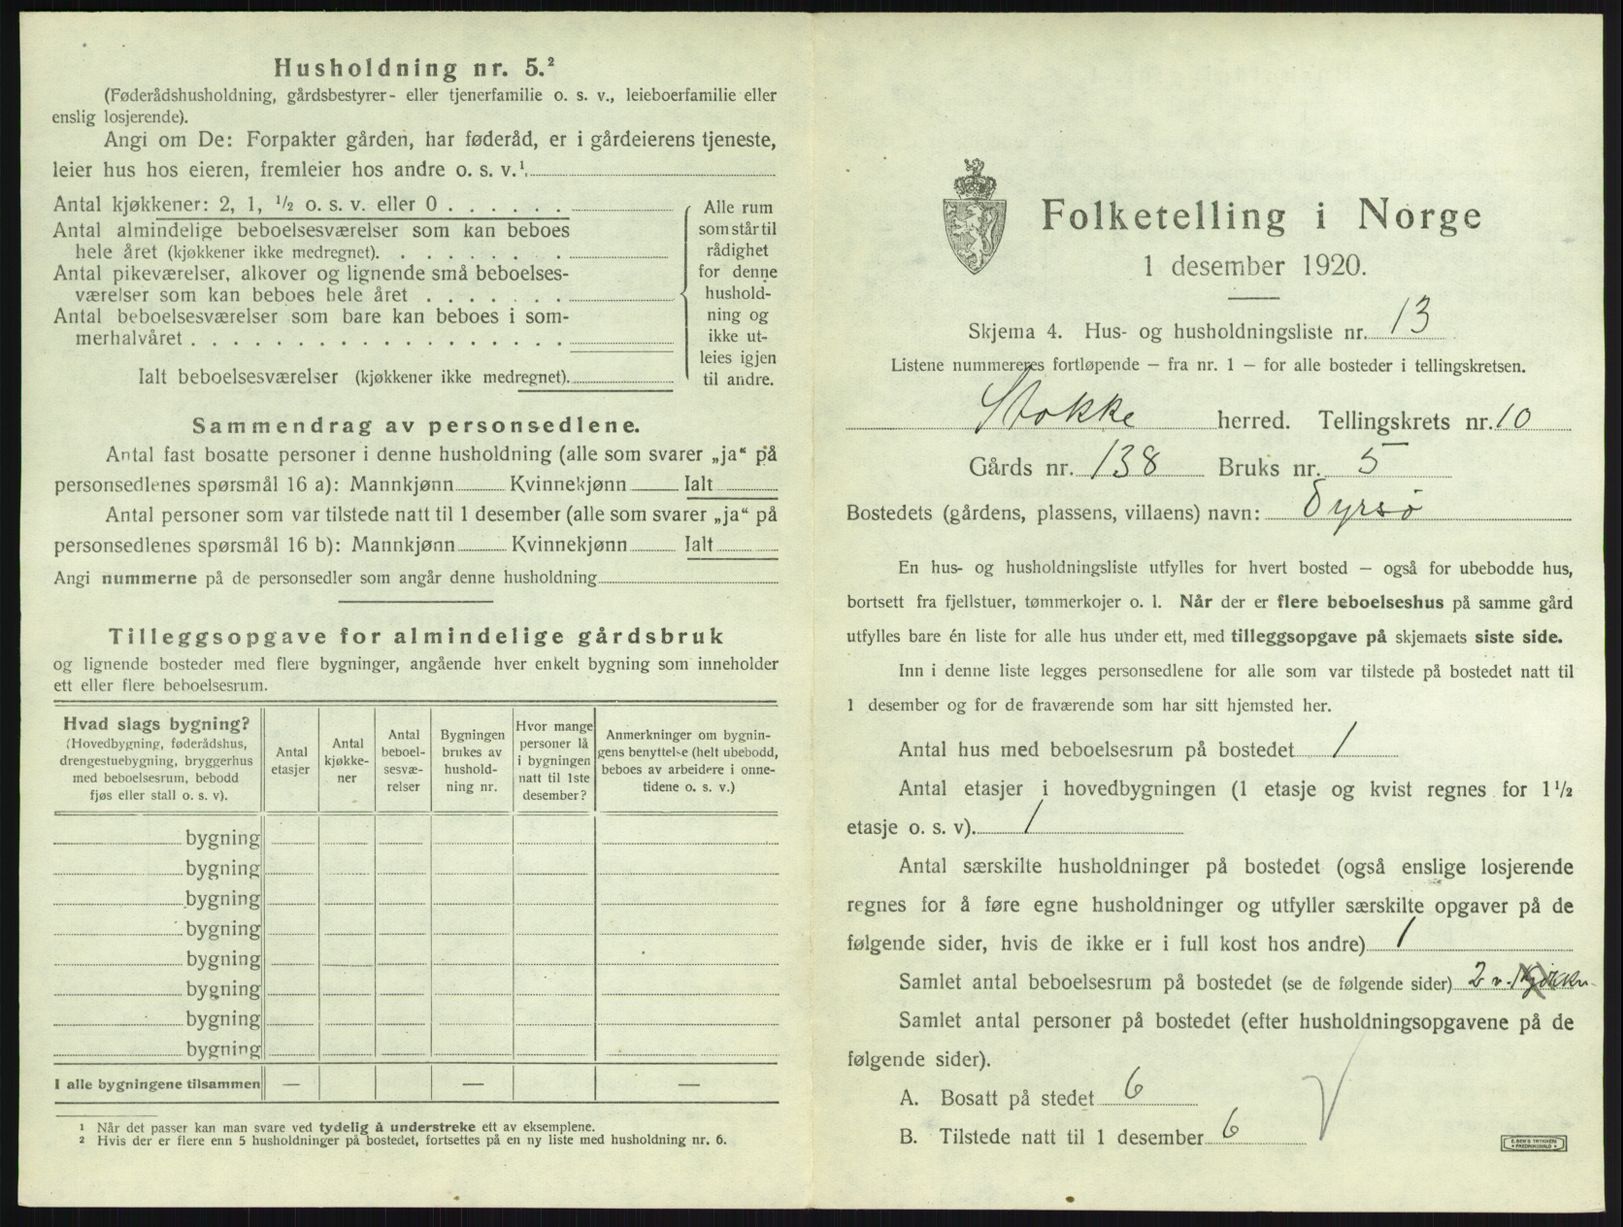 Husholdning nr. 5.²
(Føderådshusholdning, gårdsbestyrer- eller tjenerfamilie o. s. v., leieboerfamilie eller
enslig losjerende).
Angi om De: Forpakter gården, har føderåd, er i gårdeierens tjeneste,
leier hus hos eieren, fremleier hos andre o. s. v.¹
Antal kjøkkener: 2, 1, ½ o. s. v. eller 0
Antal almindelige beboelsesværelser som kan beboes
hele året (kjøkkener ikke medregnet).
Antal pikeværelser, alkover og lignende små beboelses-
værelser som kan beboes hele året
Antal beboelsesværelser som bare kan beboes i som-
merhalvåret
Ialt beboelsesværelser (kjøkkener ikke medregnet).
Alle rum
som står til
rådighet
for denne
hushold-
ning og
ikke ut-
leies igjen
til andre.
Sammendrag av personsedlene.
Antal fast bosatte personer i denne husholdning (alle som svarer „ja“ på
personsedlenes spørsmål 16 a): Mannkjønn Kvinnekjønn Ialt
Antal personer som var tilstede natt til 1 desember (alle som svarer „ja“ på
personsedlenes spørsmål 16 b): Mannkjønn Kvinnekjønn Ialt
Angi nummerne på de personsedler som angår denne husholdning
Tilleggsopgave for almindelige gårdsbruk
og lignende bosteder med flere bygninger, angående hver enkelt bygning som inneholder
ett eller flere beboelsesrum.
Hvad slags bygning?
(Hovedbygning, føderådshus,
drengestuebygning, bryggerhus
med beboelsesrum, bebodd
fjøs eller stall o. s. v).
Antal
etasjer
Antal
kjøkke-
ner
Antal
beboel-
sesvæ-
relser
Bygningen
brukes av
hushold-
ning nr.
Hvor mange
personer lå
i bygningen
natt til 1ste
desember?
Anmerkninger om bygnin-
gens benyttelse (helt ubebodd,
beboes av arbeidere i onne-
tidene o. s. v.)
bygning
bygning
bygning
bygning
bygning
bygning
bygning
bygning
I alle bygningene tilsammen — — —
¹ Når det passer kan man svare ved tydelig å understreke ett av eksemplene.
² Hvis der er flere enn 5 husholdninger på bostedet, fortsettes på en ny liste med husholdning nr. 6.
Folketelling i Norge
1 desember 1920.
Skjema 4. Hus- og husholdningsliste nr. 13
Listene nummereres fortløpende – fra nr. 1 – for alle bosteder i tellingskretsen.
Stokke herred. Tellingskrets nr. 10
Gårds nr. 138 Bruks nr. 5
Bostedets (gårdens, plassens, villaens) navn: Dyrsø
En hus- og husholdningsliste utfylles for hvert bosted – også for ubebodde hus,
bortsett fra fjellstuer, tømmerkojer o. l. Når der er flere beboelseshus på samme gård
utfylles bare én liste for alle hus under ett, med tilleggsopgave på skjemaets siste side.
Inn i denne liste legges personsedlene for alle som var tilstede på bostedet natt til
1 desember og for de fraværende som har sitt hjemsted her.
Antal hus med beboelsesrum på bostedet 1
Antal etasjer i hovedbygningen (1 etasje og kvist regnes for 1½
etasje o. s. v). 1
Antal særskilte husholdninger på bostedet (også enslige losjerende
regnes for å føre egne husholdninger og utfyller særskilte opgaver på de
følgende sider, hvis de ikke er i full kost hos andre) 1
Samlet antal beboelsesrum på bostedet (se de følgende sider) 2 v. 1
Samlet antal personer på bostedet (efter husholdningsopgavene på de
følgende sider).
A. Bosatt på stedet 6
B. Tilstede natt til 1 desember 6